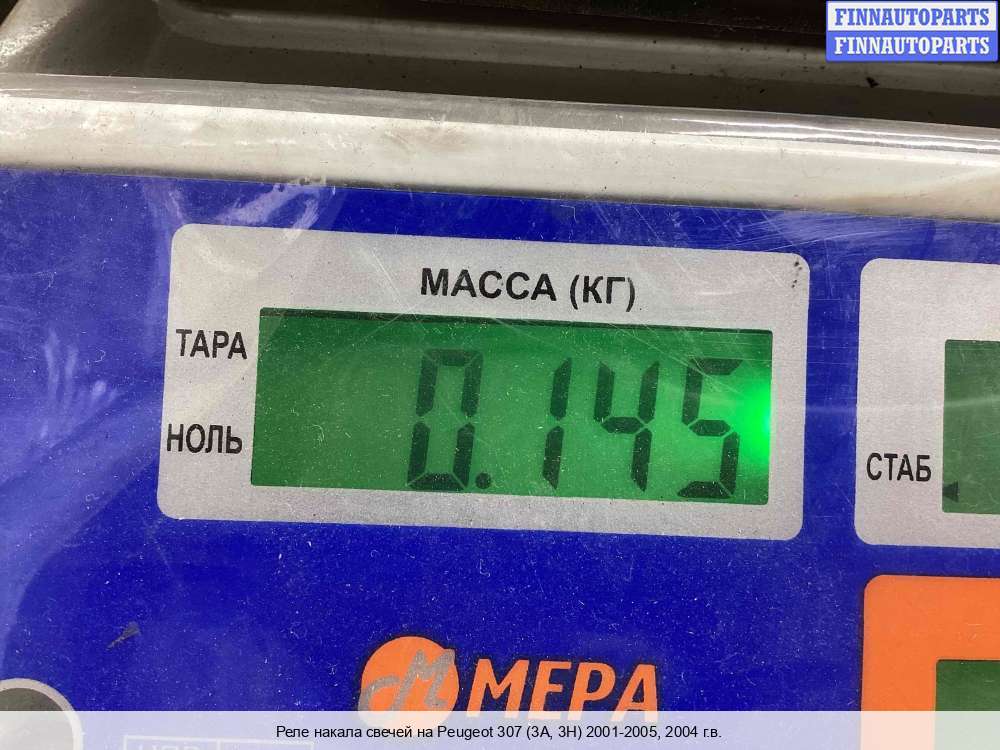 FINNAUTOPARTS
FINNAUTOPARTS
МАССА (КГ)
ТАРА
0.145
НОЛЬ
СТАБ
М МЕРА
Реле накала свечей на Peugeot 307 (3A, 3H) 2001-2005, 2004 г.в.